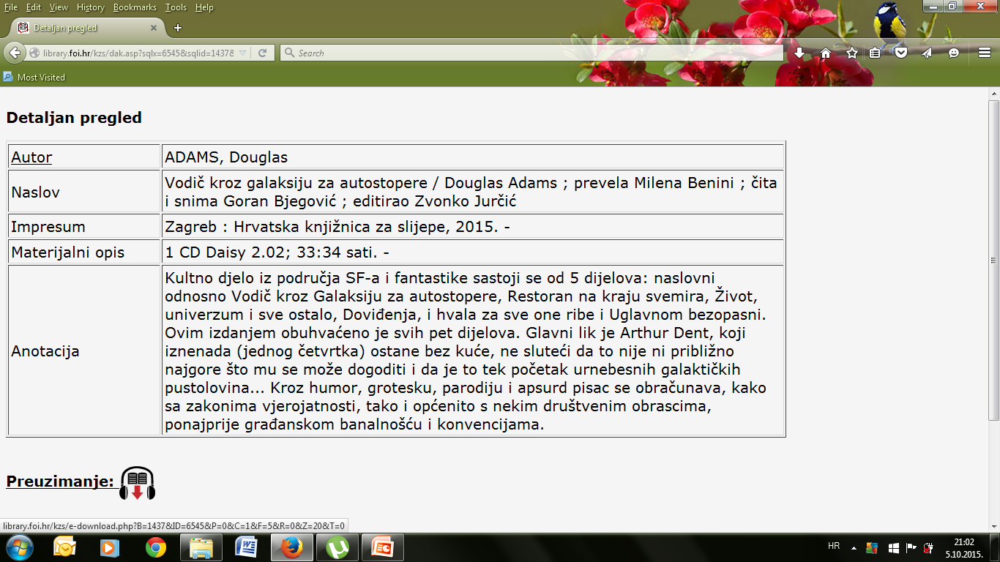 File Edit View History Bookmarks Tools Help
Detaljan pregled
library.foi.hr/kzs/dak.asp?sqlx=6545&sqlid=1437&
Search
Most Visited
Detaljan pregled
Autor
ADAMS, Douglas
Naslov
Vodič kroz galaksiju za autostopere / Douglas Adams ; prevela Milena Benini ; čita
i snima Goran Bjegović ; editirao Zvonko Jurčić
Impresum
Zagreb : Hrvatska knjižnica za slijepe, 2015. -
Materijalni opis
1 CD Daisy 2.02; 33:34 sati. -
Anotacija
Kultno djelo iz područja SF-a i fantastike sastoji se od 5 dijelova: naslovni
odnosno Vodič kroz Galaksiju za autostopere, Restoran na kraju svemira, Život,
univerzum i sve ostalo, Doviđenja, i hvala za sve one ribe i Uglavnom bezopasni.
Ovim izdanjem obuhvaćeno je svih pet dijelova. Glavni lik je Arthur Dent, koji
iznenada (jednog četvrtka) ostane bez kuće, ne sluteći da to nije ni približno
najgore što mu se može dogoditi i da je to tek početak urnebesnih galaktičkih
pustolovina... Kroz humor, grotesku, parodiju i apsurd pisac se obračunava, kako
sa zakonima vjerojatnosti, tako i općenito s nekim društvenim obrascima,
ponajprije građanskom banalnošću i konvencijama.
Preuzimanje:
library.foi.hr/kzs/e-download.php?B=1437&ID=6545&P=0&C=1&F=5&R=0&Z=20&T=0
HR
21:02
5.10.2015.